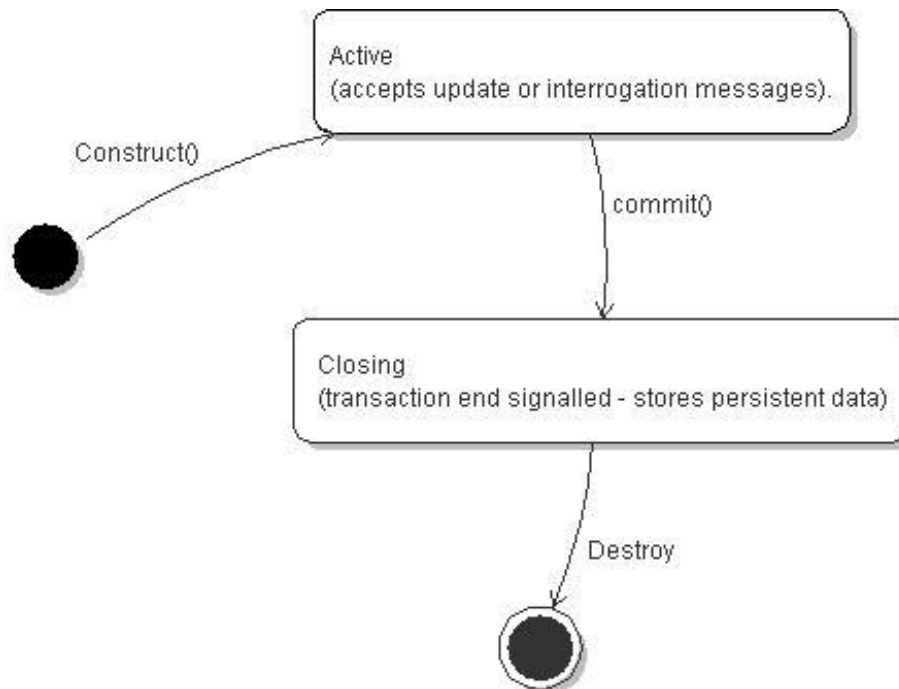 Active
(accepts update or interrogation messages).
Construct()
commit()
Closing
(transaction end signalled - stores persistent data)
Destroy